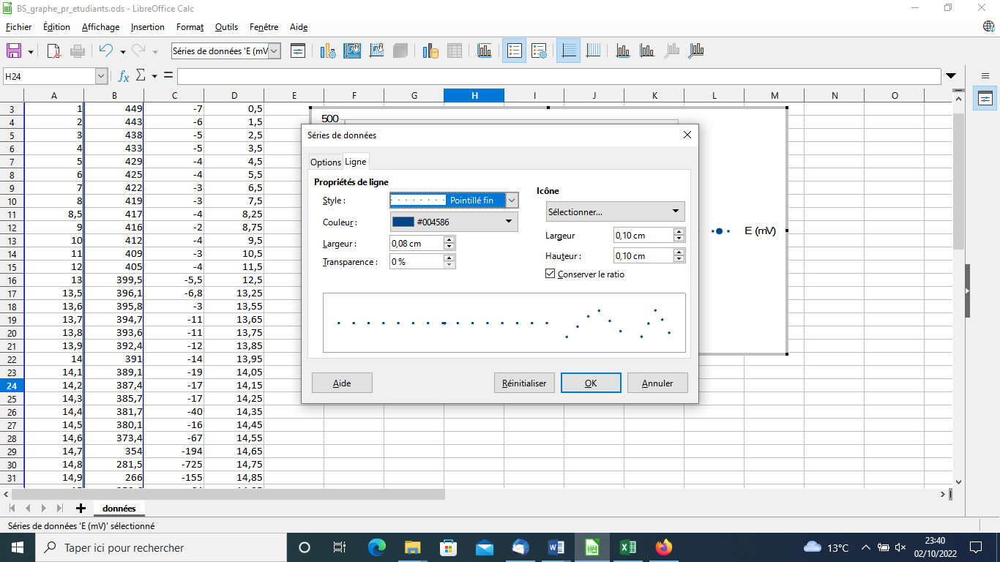 BS_graphe_pr_etudiants.ods - LibreOffice Calc
Fichier Édition Affichage Insertion Format Outils Fenêtre Aide
Séries de données 'E (mV
H24
A B C D E F G H I J K L M N O
3 1 449 -7 0,5
4 2 443 -6 1,5
5 3 438 -5 2,5
6 4 433 -5 3,5
7 5 429 -4 4,5
8 6 425 -4 5,5
9 7 422 -3 6,5
10 8 419 -3 7,5
11 8,5 417 -4 8,25
12 9 416 -2 8,75
13 10 412 -4 9,5
14 11 409 -3 10,5
15 12 405 -4 11,5
16 13 399,5 -5,5 12,5
17 13,5 396,1 -6,8 13,25
18 13,6 395,8 -3 13,55
19 13,7 394,7 -11 13,65
20 13,8 393,6 -11 13,75
21 13,9 392,4 -12 13,85
22 14 391 -14 13,95
23 14,1 389,1 -19 14,05
24 14,2 387,4 -17 14,15
25 14,3 385,7 -17 14,25
26 14,4 381,7 -40 14,35
27 14,5 380,1 -16 14,45
28 14,6 373,4 -67 14,55
29 14,7 354 -194 14,65
30 14,8 281,5 -725 14,75
31 14,9 266 -155 14,85
500
E (mV)
Séries de données
Options Ligne
Propriétés de ligne
Style : Pointillé fin
Couleur : #004586
Largeur : 0,08 cm
Transparence : 0 %
Icône
Sélectionner...
Largeur 0,10 cm
Hauteur : 0,10 cm
Conserver le ratio
Aide Réinitialiser OK Annuler
données
Séries de données 'E (mV)' sélectionné
Taper ici pour rechercher
13°C
23:40
02/10/2022